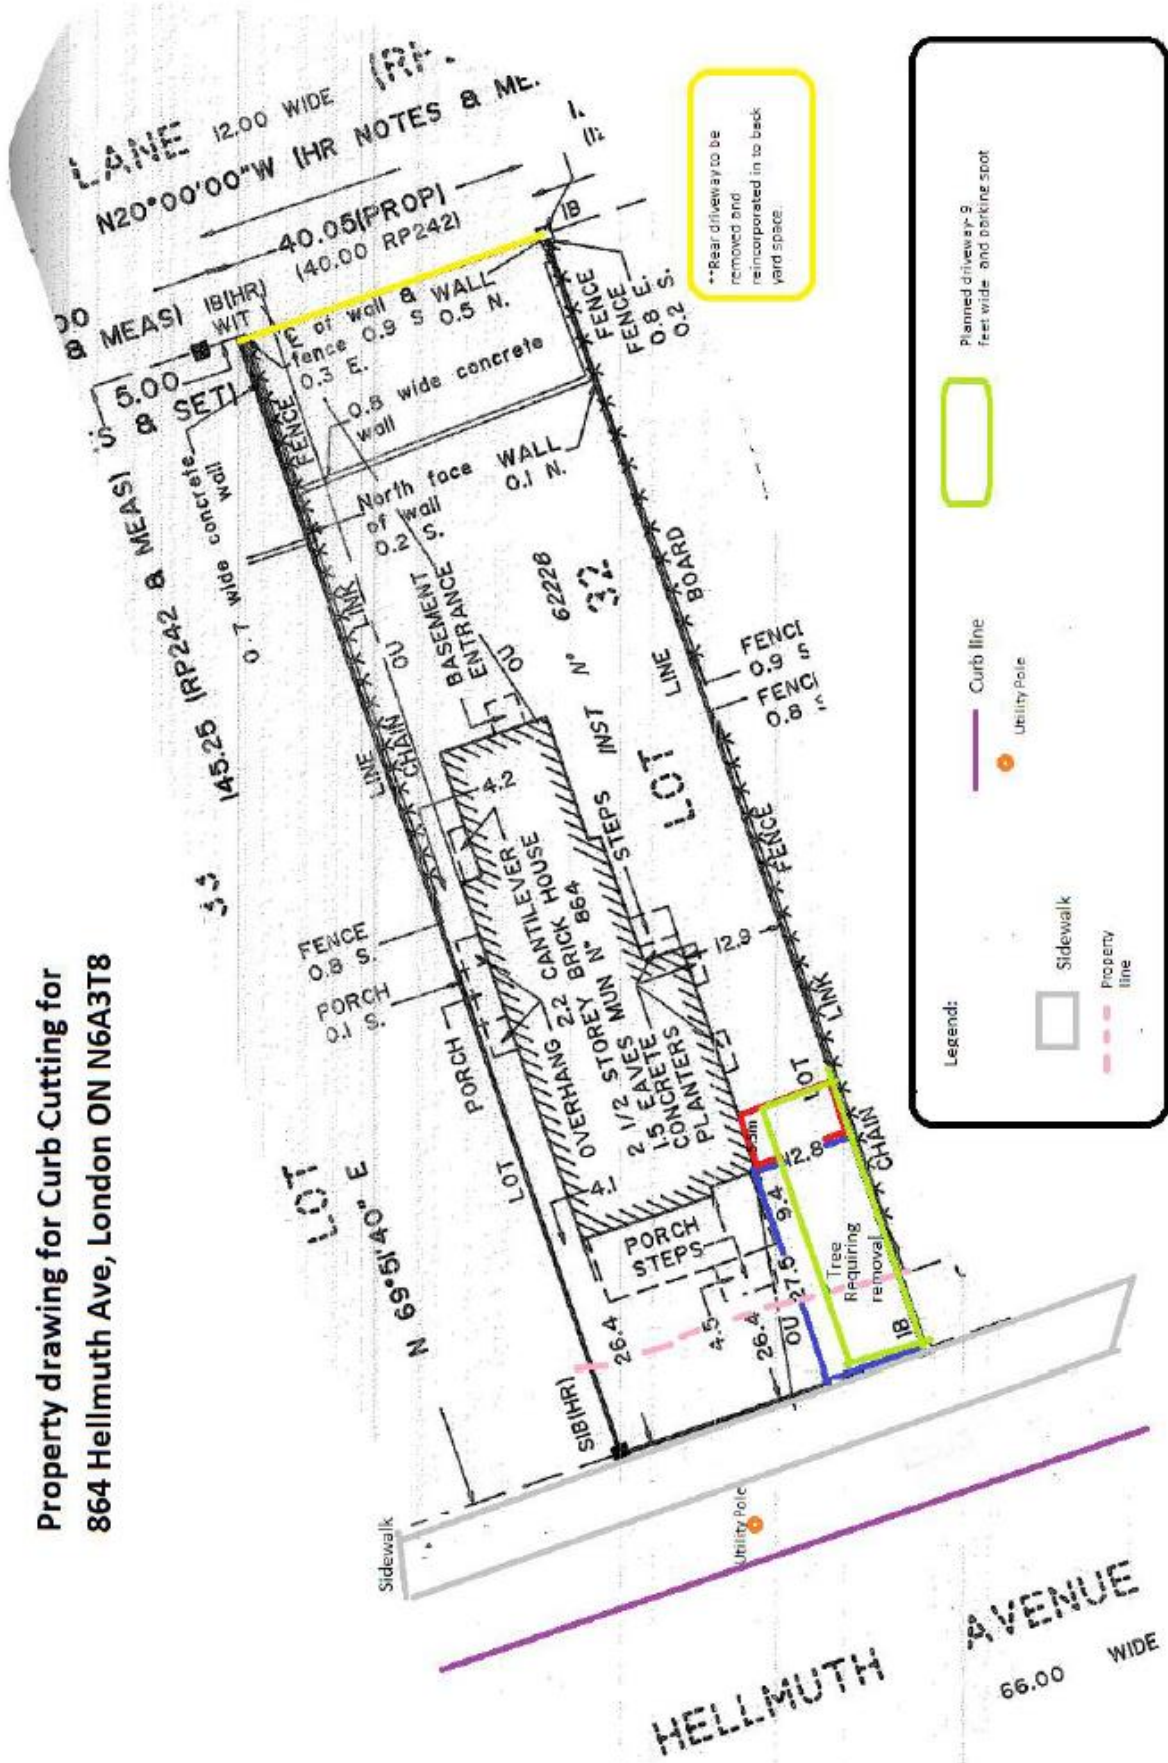 Property drawing for Curb Cutting for
864 Hellmuth Ave, London ON N6A3T8
LANE 12.00 WIDE
N20°00'00"W (HR NOTES &
40.05(PROP)
(40.00 RP242)
& MEAS)
IB(HR)
WIT
5.00
S & SET)
℄ of wall & WALL
fence 0.9 S 0.5 N.
0.3 E.
FENCE
0.8 wide concrete
wall
North face WALL
of wall 0.1 N.
0.2 S.
IB
FENCE
FENCE
0.8 E.
0.2 S.
**Rear driveway to be
removed and
reincorporated in to back
yard space.
145.25 (RP242 & MEAS)
0.7 wide concrete
wall
LINE
CHAIN LINK
OU
BASEMENT
ENTRANCE
OU
INST Nº 62228
LOT 32
LINE
BOARD
FENCE
LINK
CHAIN
LOT
0.9 S
0.8
33
LOT
N 69°51'40" E
FENCE
0.8 S.
PORCH
0.1 S.
PORCH
LOT
4.2
CANTILEVER
OVERHANG 2.2
2 1/2 STOREY BRICK HOUSE
EAVES MUN Nº 864
1.5
CONCRETE
PLANTERS
STEPS
12.9
4.1
PORCH
STEPS
12.8
9.4
27.5
Tree
Requiring
removal
26.4
4.5
26.4
OU
IB
SIB(HR)
Sidewalk
Utility Pole
HELLMUTH AVENUE
66.00 WIDE
Legend:
Sidewalk
Property
line
Curb line
Utility Pole
Planned driveway- 9
feet wide and parking spot